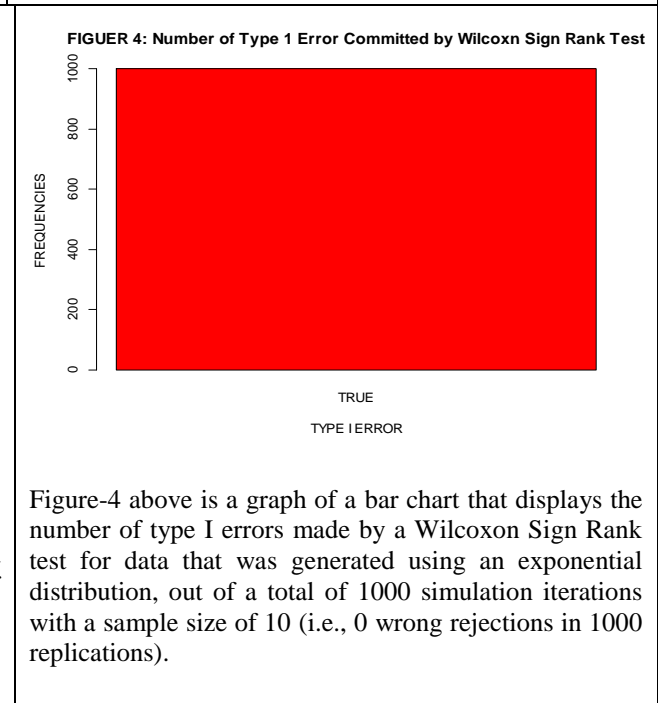 FIGUER 4: Number of Type 1 Error Committed by Wilcoxn Sign Rank Test
1000
800
600
400
200
0
FREQUENCIES
TRUE
TYPE I ERROR
Figure-4 above is a graph of a bar chart that displays the
number of type I errors made by a Wilcoxon Sign Rank
test for data that was generated using an exponential
distribution, out of a total of 1000 simulation iterations
with a sample size of 10 (i.e., 0 wrong rejections in 1000
replications).